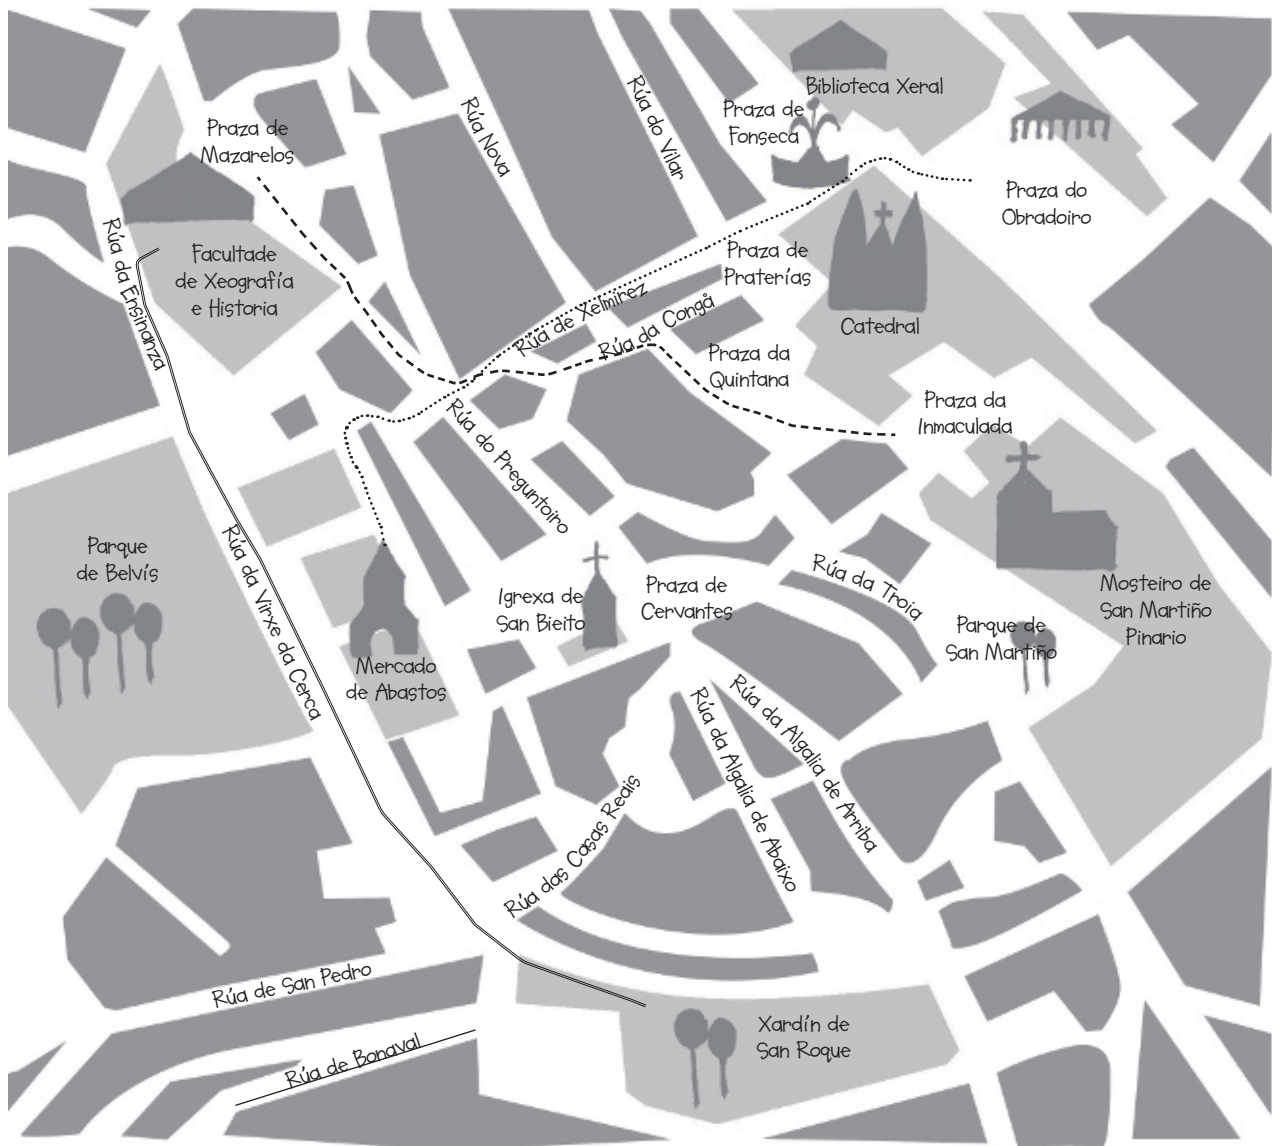 Biblioteca Xeral
Rúa do Vilar
Rúa Nova
Praza de
Fonseca
Praza de
Mazarelos
Praza do
Obradoiro
Rúa da Ensinanza
Facultade
de Xeografía
e Historia
Praza de
Praterías
Rúa de Xelmirez
Rúa da Congå
Catedral
Praza da
Quintana
Praza da
Inmaculada
Rúa do Preguntoiro
Parque
de Belvís
Rúa da Virxe da Cerca
Igrexa de
San Bieito
Praza de
Cervantes
Rúa da Troia
Mosteiro de
San Martiño
Pinario
Parque de
San Martiño
Mercado
de Abastos
Rúa da Algalia de Abaixo
Rúa da Algalia de Arriba
Rúa das Casas Reais
Rúa de San Pedro
Rúa de Bonaval
Xardín de
San Roque